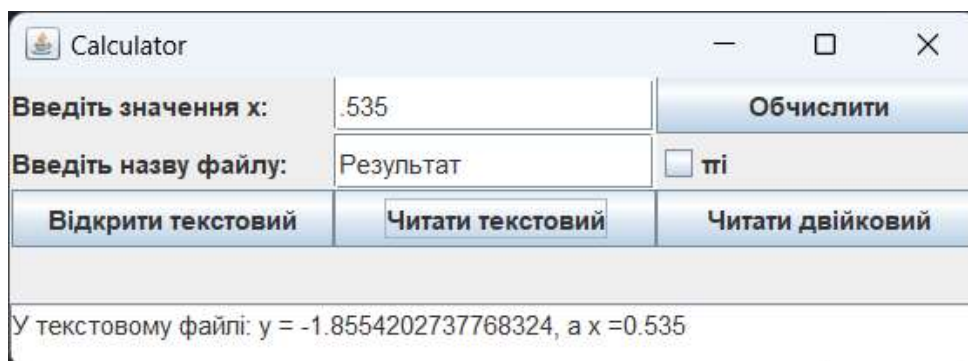 Calculator
Введіть значення x: .535 Обчислити
Введіть назву файлу: Результат πі
Відкрити текстовий Читати текстовий Читати двійковий
У текстовому файлі: y = -1.8554202737768324, а x =0.535